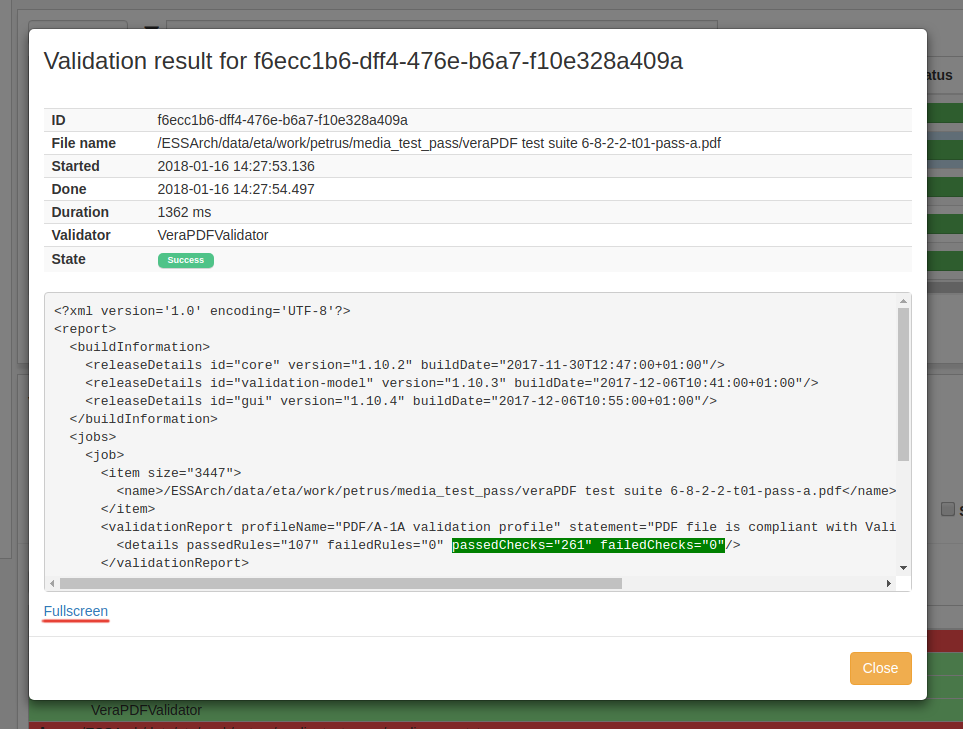 Validation result for f6ecc1b6-dff4-476e-b6a7-f10e328a409a
atus
ID f6ecc1b6-dff4-476e-b6a7-f10e328a409a
File name /ESSArch/data/eta/work/petrus/media_test_pass/veraPDF test suite 6-8-2-2-t01-pass-a.pdf
Started 2018-01-16 14:27:53.136
Done 2018-01-16 14:27:54.497
Duration 1362 ms
Validator VeraPDFValidator
State Success
<?xml version='1.0' encoding='UTF-8'?>
<report>
<buildInformation>
<releaseDetails id="core" version="1.10.2" buildDate="2017-11-30T12:47:00+01:00"/>
<releaseDetails id="validation-model" version="1.10.3" buildDate="2017-12-06T10:41:00+01:00"/>
<releaseDetails id="gui" version="1.10.4" buildDate="2017-12-06T10:55:00+01:00"/>
</buildInformation>
<jobs>
<job>
<item size="3447">
<name>/ESSArch/data/eta/work/petrus/media_test_pass/veraPDF test suite 6-8-2-2-t01-pass-a.pdf</name>
</item>
<validationReport profileName="PDF/A-1A validation profile" statement="PDF file is compliant with Vali
<details passedRules="107" failedRules="0" passedChecks="261" failedChecks="0"/>
</validationReport>
Fullscreen
Close
VeraPDFValidator